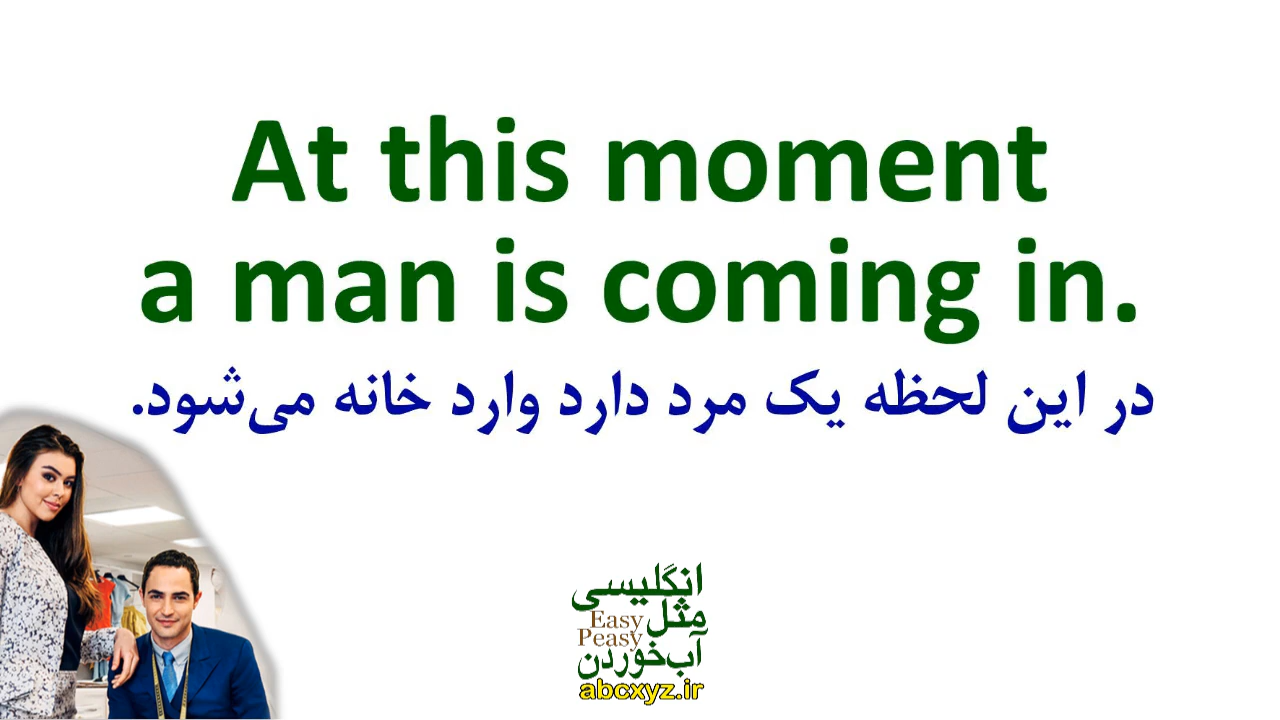 At this moment
a man is coming in.
در این لحظه یک مرد دارد وارد خانه می‌شود.
انگلیسی
مثل
Easy
Peasy
آب‌خوردن
abcxyz.ir